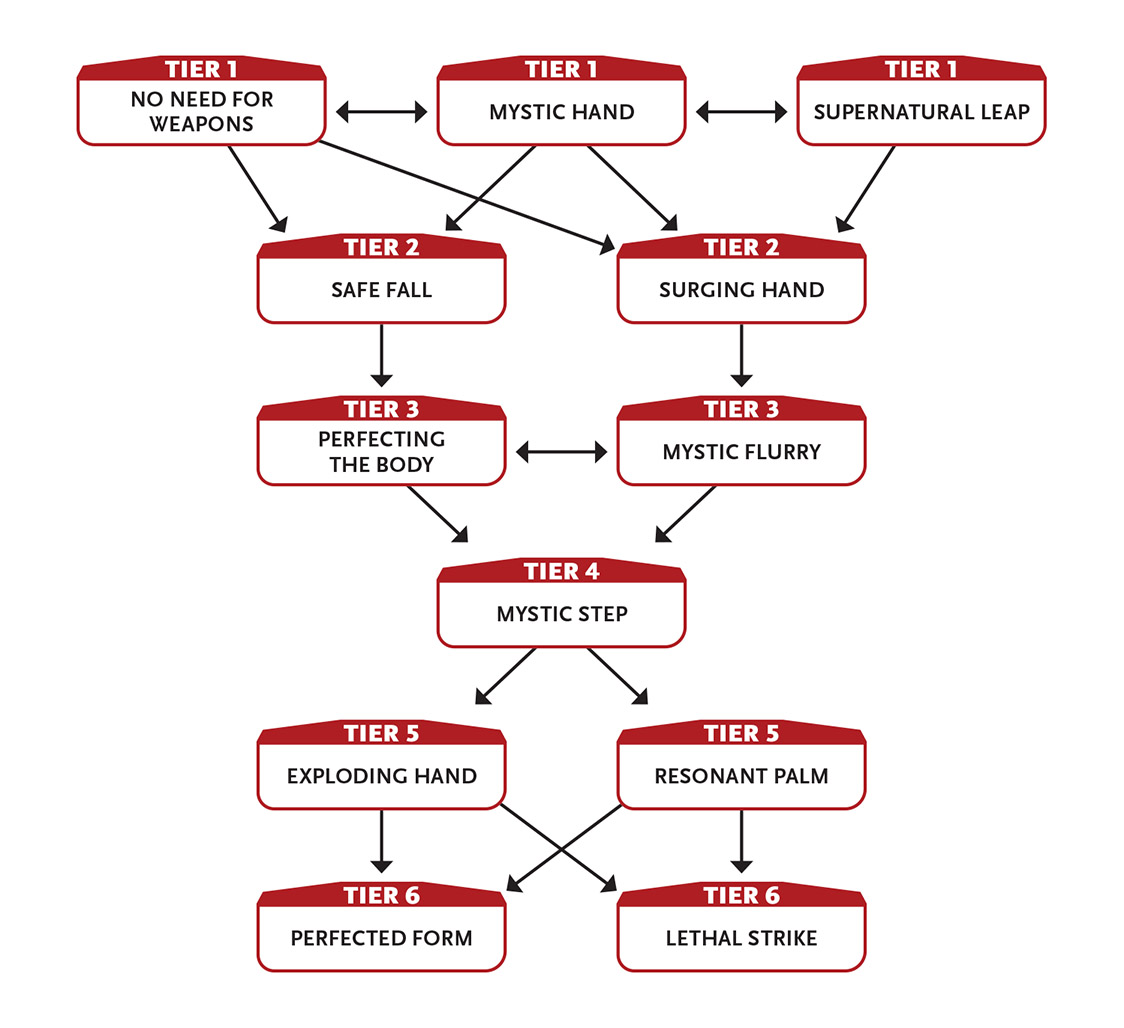 TIER 1
NO NEED FOR
WEAPONS
TIER 1
MYSTIC HAND
TIER 1
SUPERNATURAL LEAP
TIER 2
SAFE FALL
TIER 2
SURGING HAND
TIER 3
PERFECTING
THE BODY
TIER 3
MYSTIC FLURRY
TIER 4
MYSTIC STEP
TIER 5
EXPLODING HAND
TIER 5
RESONANT PALM
TIER 6
PERFECTED FORM
TIER 6
LETHAL STRIKE